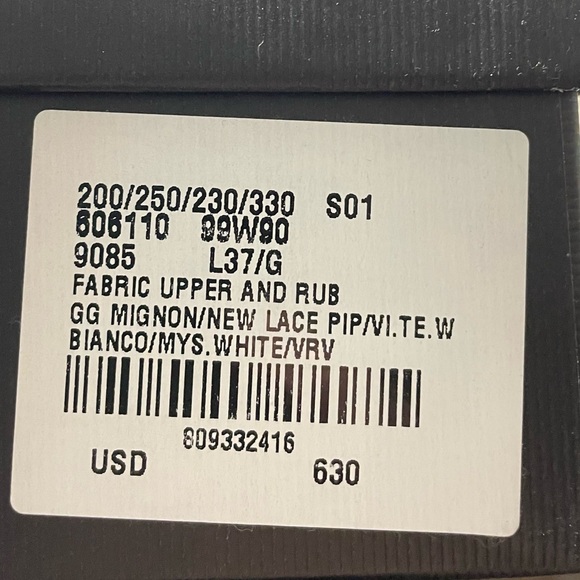 200/250/230/330 S01
606110 99W90
9085 L37/G
FABRIC UPPER AND RUB
GG MIGNON/NEW LACE PIP/VI.TE.W
BIANCO/MYS.WHITE/VRV
809332416
USD 630